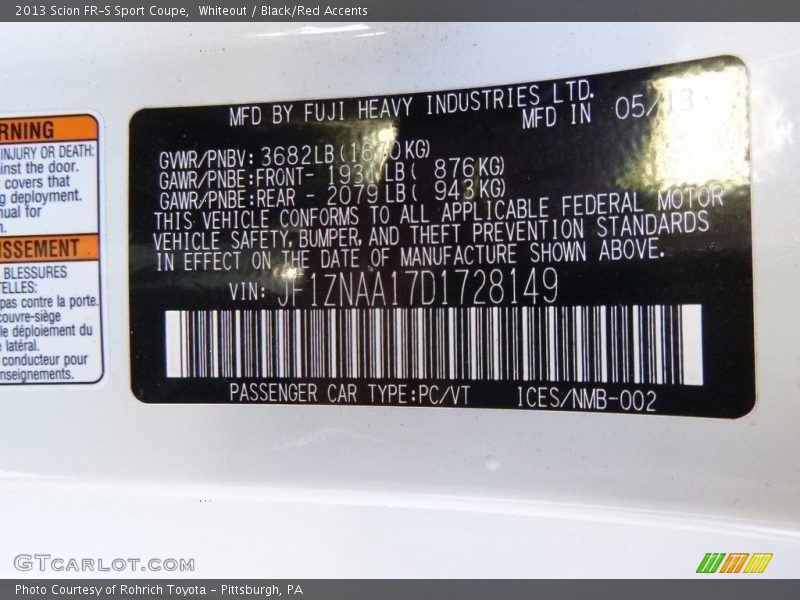 2013 Scion FR-S Sport Coupe, Whiteout / Black/Red Accents
RNING
INJURY OR DEATH:
inst the door.
covers that
g deployment.
nual for
n.
ISSEMENT
BLESSURES
TELLES:
pas contre la porte.
couvre-siège
le déploiement du
latéral.
conducteur pour
nseignements.
MFD BY FUJI HEAVY INDUSTRIES LTD.
MFD IN 05/13
GVWR/PNBV: 3682LB(1670KG)
GAWR/PNBE:FRONT- LB( 876KG)
GAWR/PNBE:REAR - 2079LB( 943KG)
THIS VEHICLE CONFORMS TO ALL APPLICABLE FEDERAL MOTOR
VEHICLE SAFETY, BUMPER, AND THEFT PREVENTION STANDARDS
IN EFFECT ON THE DATE OF MANUFACTURE SHOWN ABOVE.
VIN: JF1ZNAA17D1728149
PASSENGER CAR TYPE:PC/VT ICES/NMB-002
GTCARLOT.COM
Photo Courtesy of Rohrich Toyota - Pittsburgh, PA